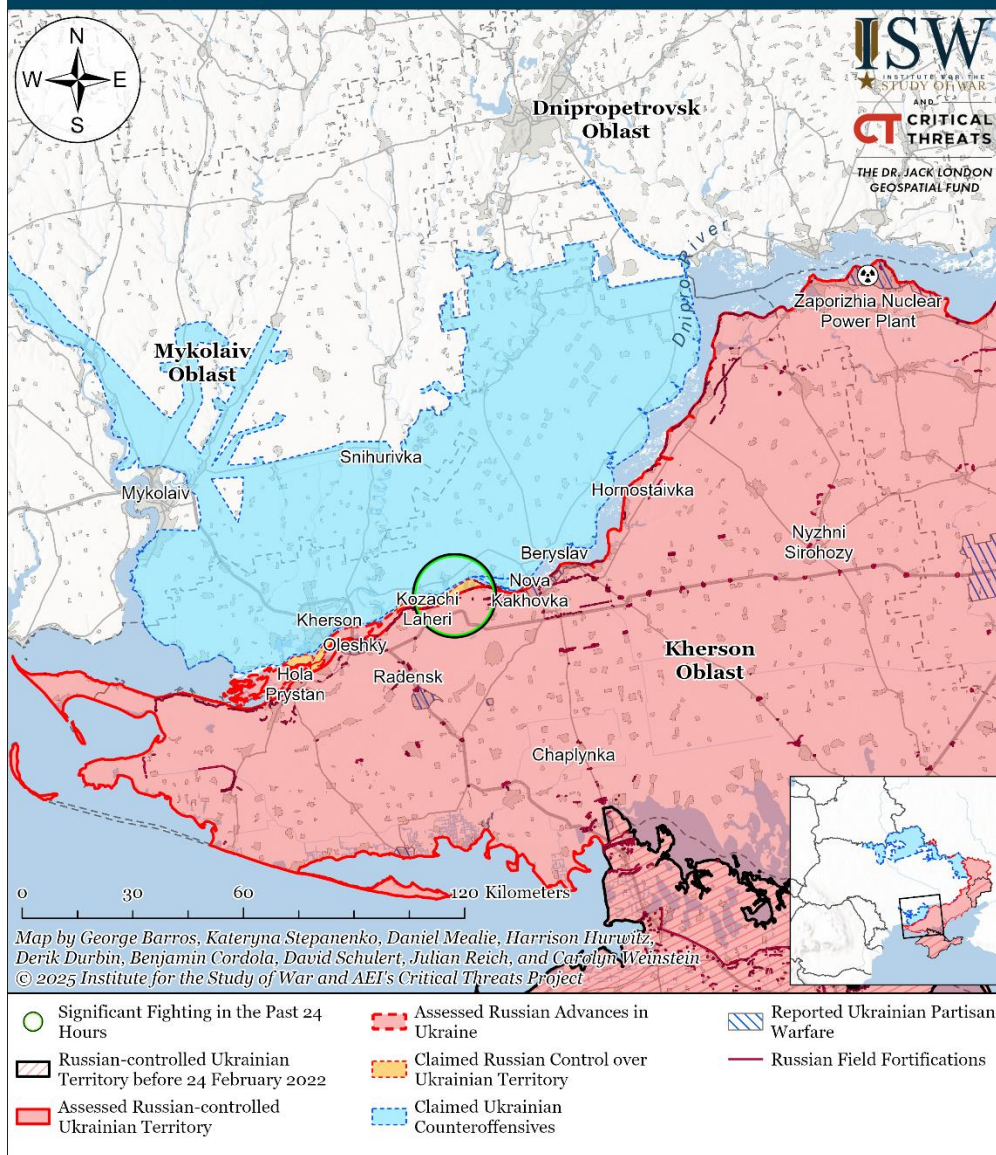 N
W
E
S
ISW
INSTITUTE FOR THE
STUDY OF WAR
AND
CT CRITICAL
THREATS
THE DR. JACK LONDON
GEOSPATIAL FUND
Dnipropetrovsk
Oblast
Dnipro River
Zaporizhia Nuclear
Power Plant
Mykolaiv
Oblast
Snihurivka
Mykolaiv
Hornostaivka
Nyzhni
Sirohozy
Beryslav
Nova
Kakhovka
Kozachi
Laheri
Kherson
Oleshky
Hola
Prystan
Radensk
Kherson
Oblast
Chaplynka
0 30 60 120 Kilometers
Map by George Barros, Kateryna Stepanenko, Daniel Mealie, Harrison Hurwitz,
Derik Durbin, Benjamin Cordola, David Schulert, Julian Reich, and Carolyn Weinstein
© 2025 Institute for the Study of War and AEI's Critical Threats Project
Significant Fighting in the Past 24
Hours
Russian-controlled Ukrainian
Territory before 24 February 2022
Assessed Russian-controlled
Ukrainian Territory
Assessed Russian Advances in
Ukraine
Claimed Russian Control over
Ukrainian Territory
Claimed Ukrainian
Counteroffensives
Reported Ukrainian Partisan
Warfare
Russian Field Fortifications